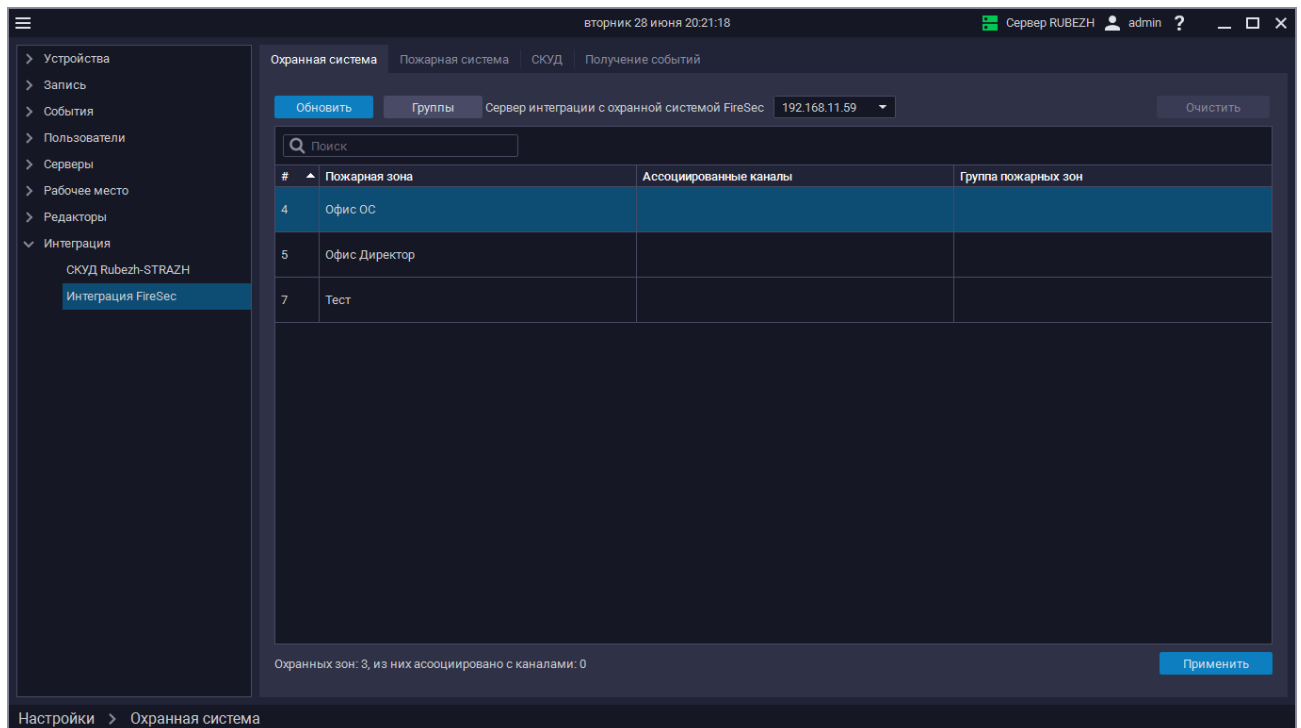 вторник 28 июня 20:21:18 Сервер RUBEZH admin ?
Устройства
Запись
События
Пользователи
Серверы
Рабочее место
Редакторы
Интеграция
СКУД Rubezh-STRAZH
Интеграция FireSec
Охранная система Пожарная система СКУД Получение событий
Обновить Группы Сервер интеграции с охранной системой FireSec 192.168.11.59 Очистить
Поиск
# Пожарная зона Ассоциированные каналы Группа пожарных зон
4 Офис ОС
5 Офис Директор
7 Тест
Охранных зон: 3, из них асооциировано с каналами: 0 Применить
Настройки > Охранная система